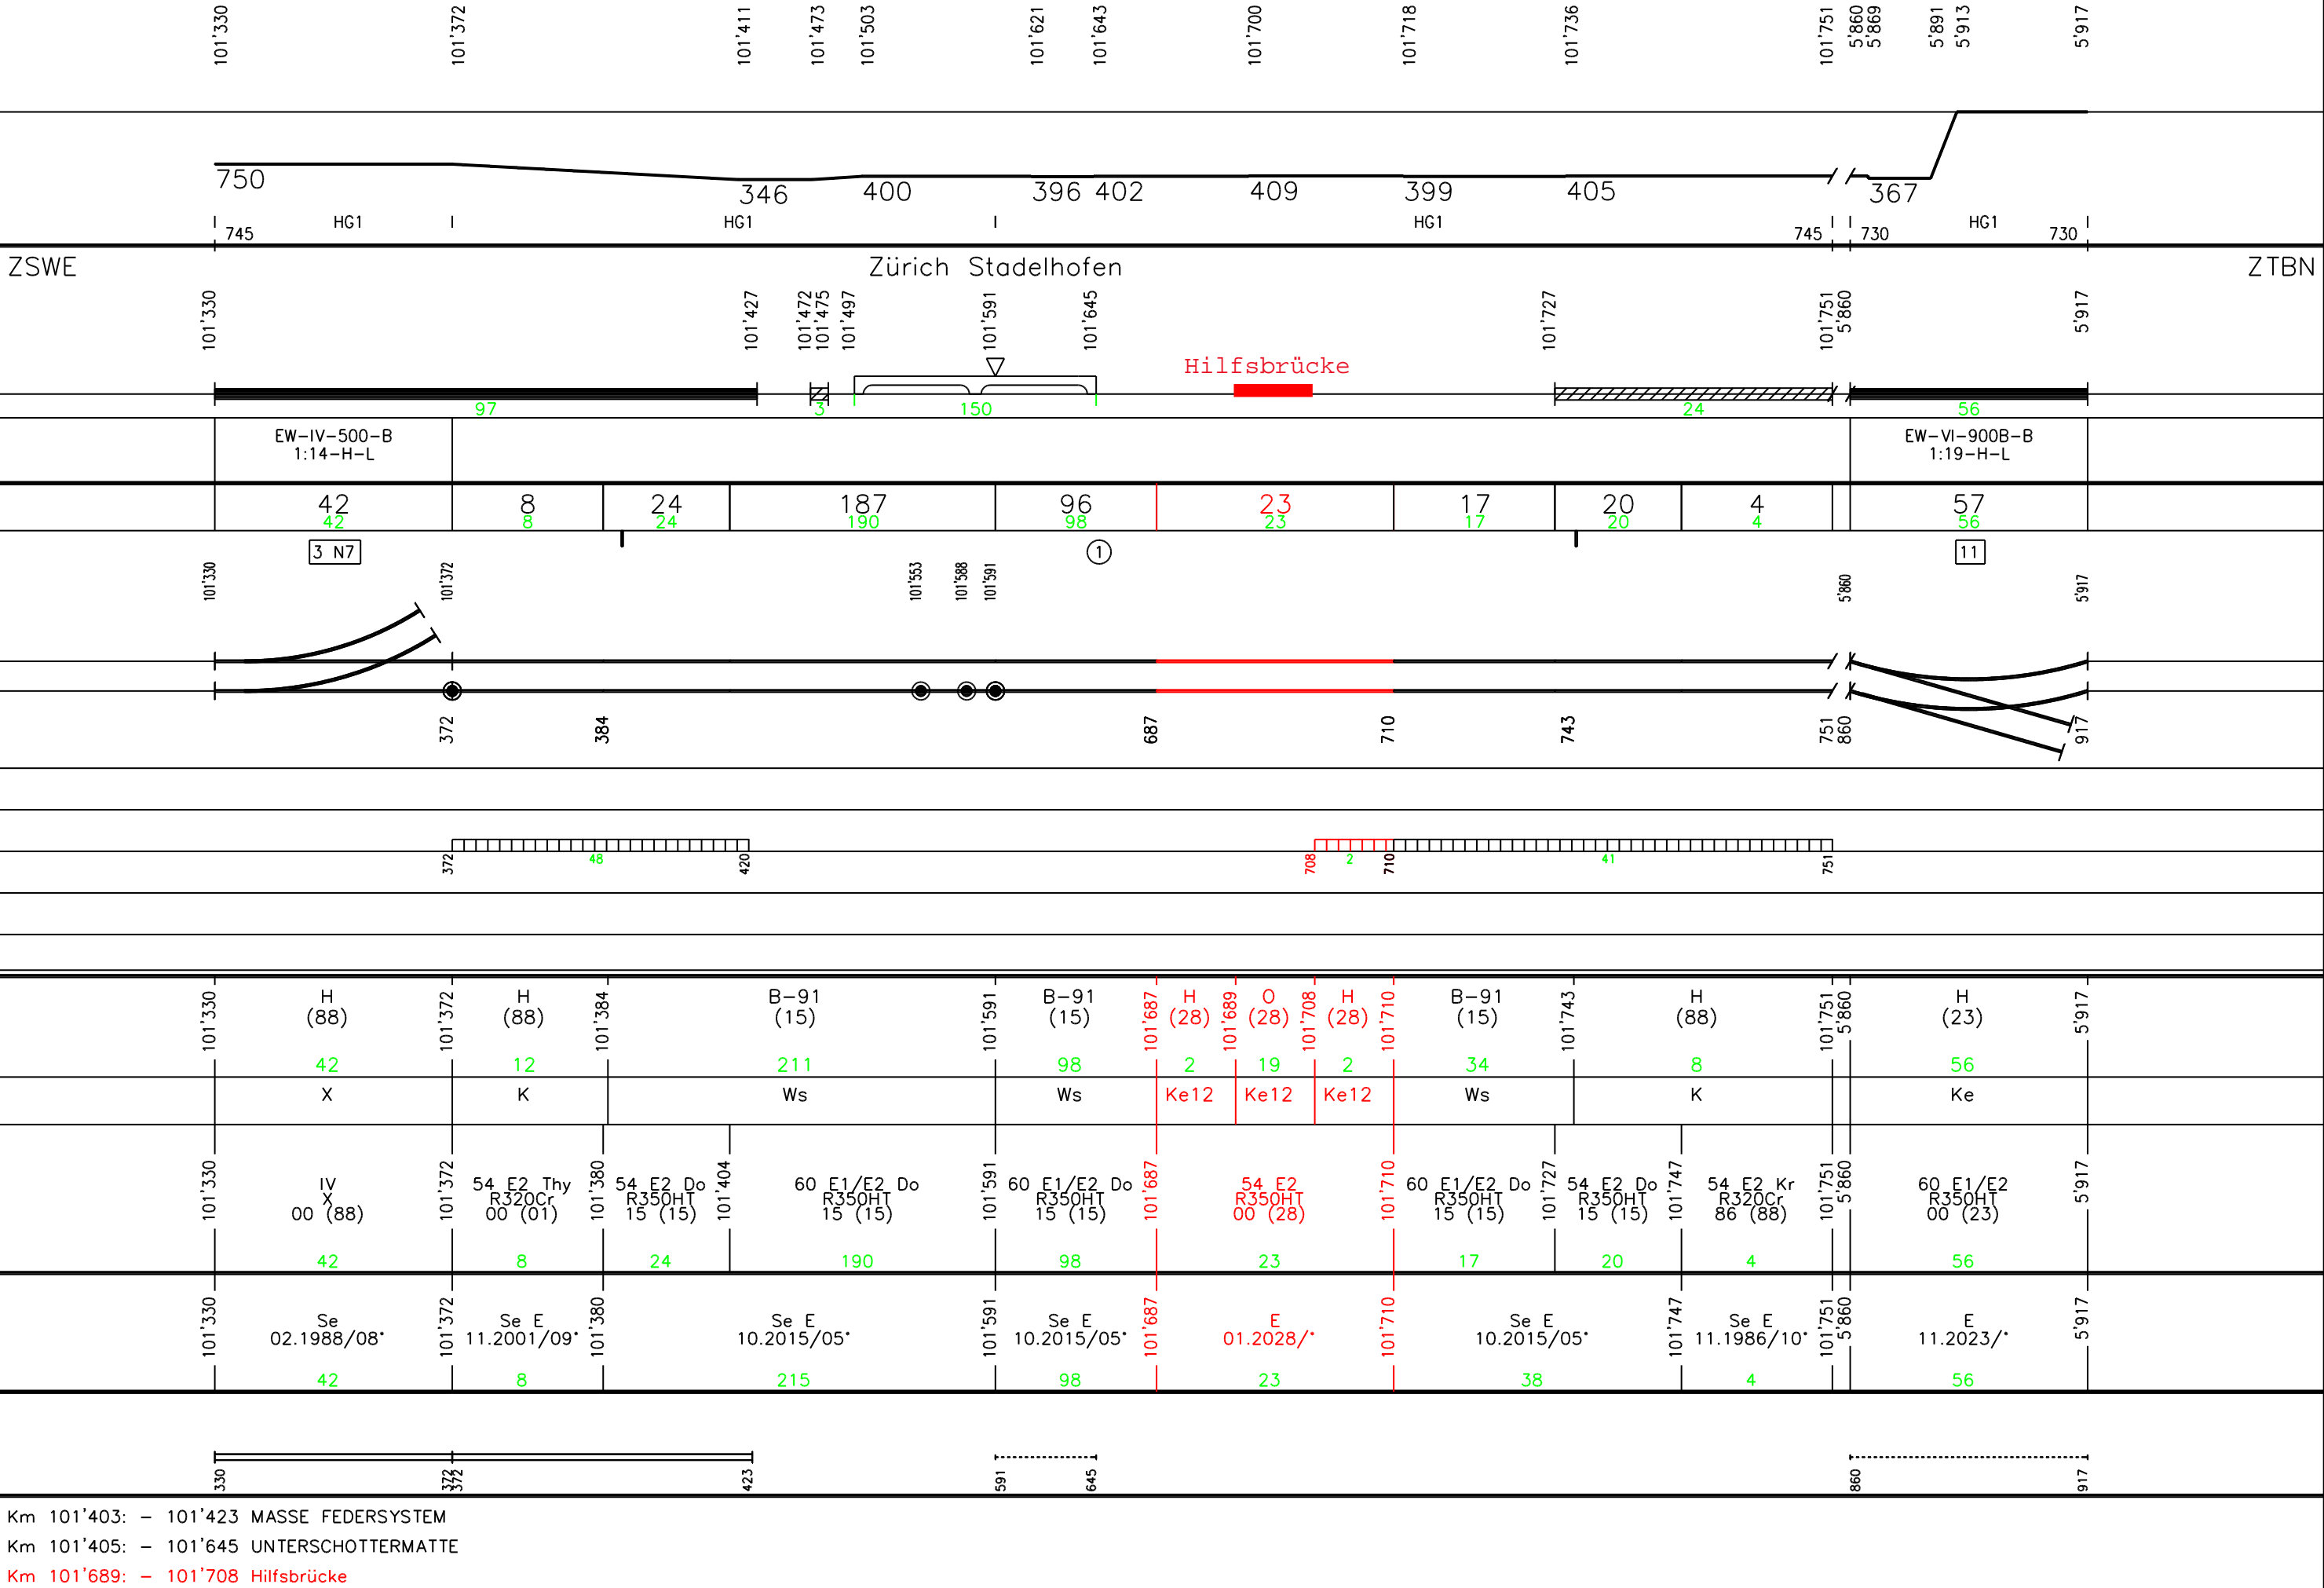 101'330 101'372 101'411 101'473 101'503 101'621 101'643 101'700 101'718 101'736 101'751 5'860 5'869 5'891 5'913 5'917
750 346 400 396 402 409 399 405 367
HG1 HG1 HG1 HG1
745 745 730 730
ZSWE Zürich Stadelhofen ZTBN
101'330 101'427 101'472 101'475 101'497 101'591 101'645 101'727 101'751 5'860 5'917
Hilfsbrücke
97 3 150 24 56
EW-IV-500-B EW-VI-900B-B
1:14-H-L 1:19-H-L
42 8 24 187 96 23 17 20 4 57
42 8 24 190 98 23 17 20 4 56
3 N7 1 11
101'330 101'372 101'553 101'588 101'591 5'860 5'917
372 384 687 710 743 751 860 917
372 48 420 708 2 710 41 751
101'330 101'372 101'384 101'591 101'687 101'689 101'708 101'710 101'743 101'751 5'860 5'917
H H B-91 B-91 H O H B-91 H H
(88) (88) (15) (15) (28) (28) (28) (15) (88) (23)
42 12 211 98 2 19 2 34 8 56
X K Ws Ws Ke12 Ke12 Ke12 Ws K Ke
101'330 101'372 101'380 101'404 101'591 101'687 101'710 101'727 101'747 101'751 5'860 5'917
IV 54 E2 Thy 54 E2 Do 60 E1/E2 Do 60 E1/E2 Do 54 E2 60 E1/E2 Do 54 E2 Do 54 E2 Kr 60 E1/E2
X R320Cr R350HT R350HT R350HT R350HT R350HT R350HT R320Cr R350HT
00 (88) 00 (01) 15 (15) 15 (15) 15 (15) 00 (28) 15 (15) 15 (15) 86 (88) 00 (23)
42 8 24 190 98 23 17 20 4 56
101'330 101'372 101'380 101'591 101'687 101'710 101'747 101'751 5'860 5'917
Se Se E Se E Se E E Se E Se E E
02.1988/08* 11.2001/09* 10.2015/05* 10.2015/05* 01.2028/* 10.2015/05* 11.1986/10* 11.2023/*
42 8 215 98 23 38 4 56
330 372 372 423 591 645 860 917
Km 101'403: - 101'423 MASSE FEDERSYSTEM
Km 101'405: - 101'645 UNTERSCHOTTERMATTE
Km 101'689: - 101'708 Hilfsbrücke